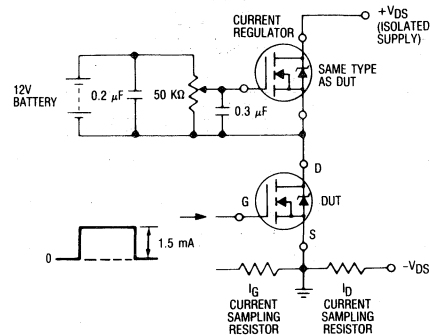 CURRENT
REGULATOR
+VDS
(ISOLATED
SUPPLY)
SAME TYPE
AS DUT
12V
BATTERY
0.2 μF
50 KΩ
0.3 μF
D
G
DUT
1.5 mA
0
S
-VDS
IG
CURRENT
SAMPLING
RESISTOR
ID
CURRENT
SAMPLING
RESISTOR